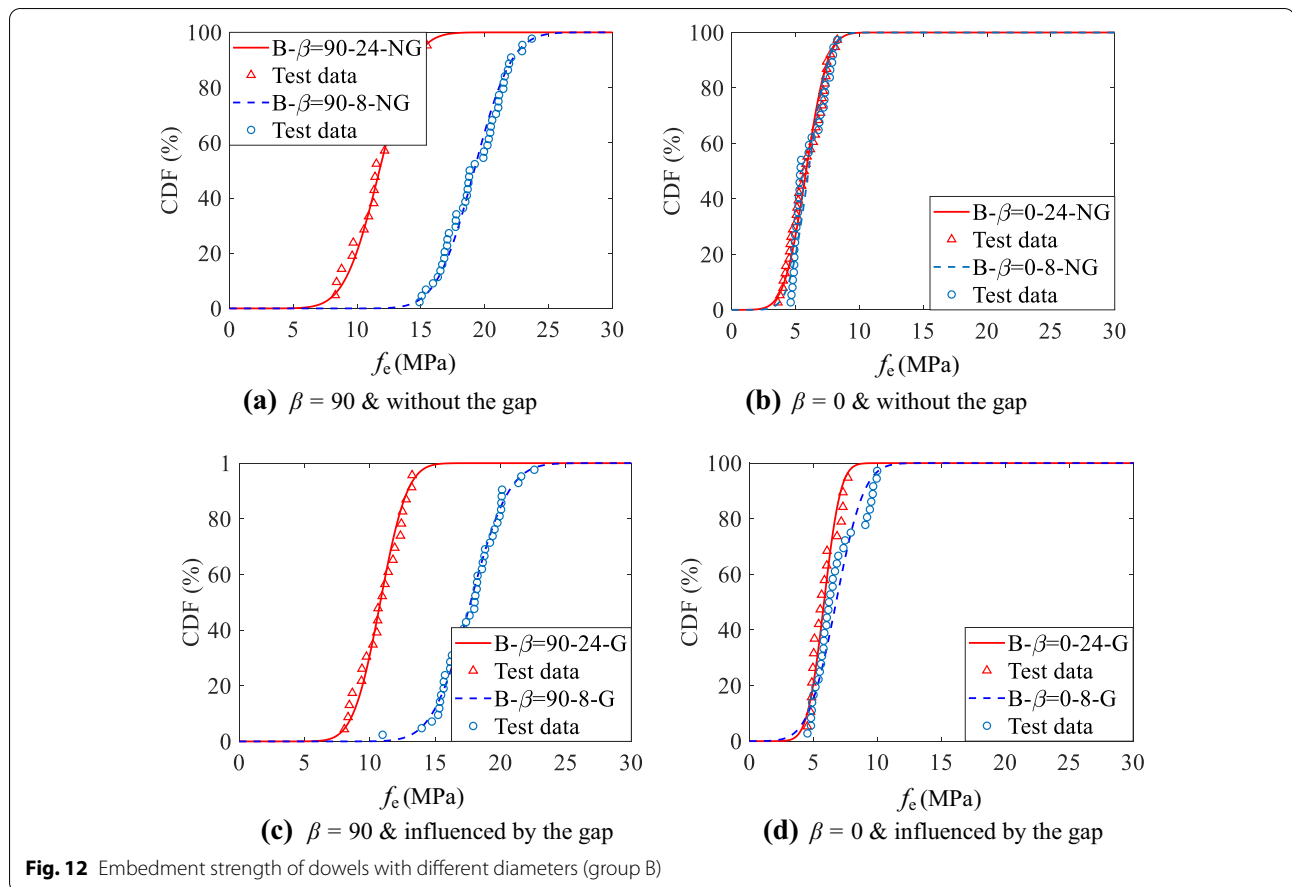 100
80
60
40
20
0
CDF (%)
B-β=90-24-NG
Test data
B-β=90-8-NG
Test data
0 5 10 15 20 25 30
fe (MPa)
(a) β = 90 & without the gap
100
80
60
40
20
0
CDF (%)
B-β=0-24-NG
Test data
B-β=0-8-NG
Test data
0 5 10 15 20 25 30
fe (MPa)
(b) β = 0 & without the gap
1
80
60
40
20
0
CDF (%)
B-β=90-24-G
Test data
B-β=90-8-G
Test data
0 5 10 15 20 25 30
fe (MPa)
(c) β = 90 & influenced by the gap
100
80
60
40
20
0
CDF (%)
B-β=0-24-G
Test data
B-β=0-8-G
Test data
0 5 10 15 20 25 30
fe (MPa)
(d) β = 0 & influenced by the gap
Fig. 12 Embedment strength of dowels with different diameters (group B)